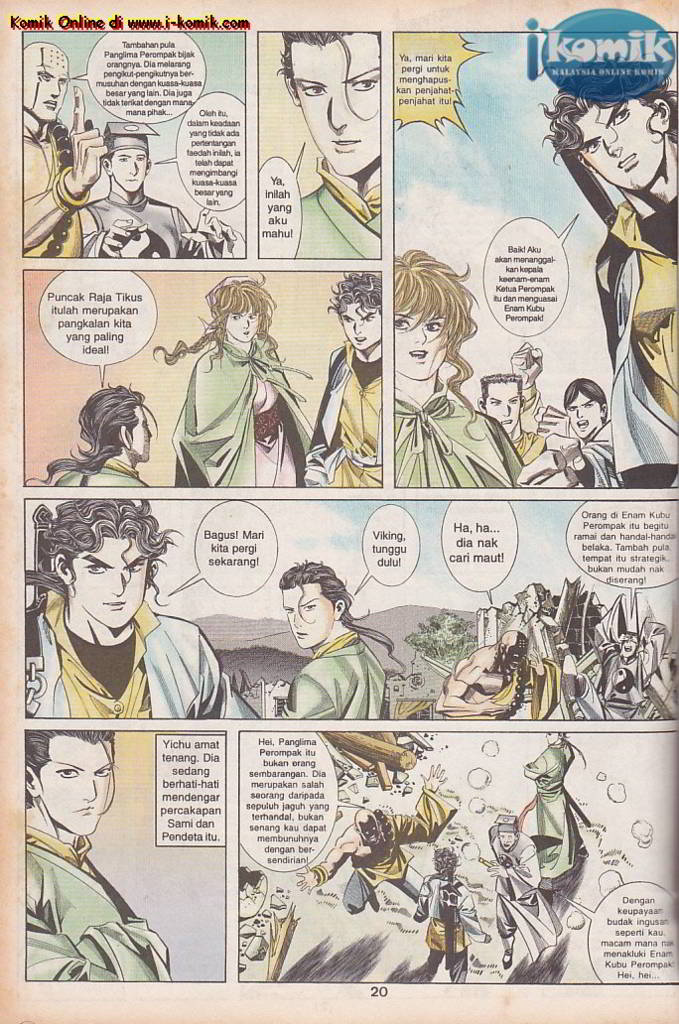 Komik Online di www.i-komik.com
ikomik
MALAYSIA ONLINE KOMIK
Tambahan pula
Panglima Perompak bijak
orangnya. Dia melarang
pengikut-pengikutnya ber-
musuhan dengan kuasa-kuasa
besar yang lain. Dia juga
tidak terikat dengan mana-
mana pihak...
Oleh itu,
dalam keadaan
yang tidak ada
pertentangan
faedah inilah, ia
telah dapat
mengimbangi
kuasa-kuasa
besar yang
lain.
Ya,
inilah
yang
aku
mahu!
Ya, mari kita
pergi untuk
menghapus-
kan penjahat-
penjahat itu!
Baik! Aku
akan menanggal-
kan kepala
keenam-enam
Ketua Perompak
itu dan menguasai
Enam Kubu
Perompak!
Puncak Raja Tikus
itulah merupakan
pangkalan kita
yang paling
ideal!
Bagus! Mari
kita pergi
sekarang!
Viking,
tunggu
dulu!
Ha, ha...
dia nak
cari maut!
Orang di Enam Kubu
Perompak itu begitu
ramai dan handal-handal
belaka. Tambah pula,
tempat itu strategik,
bukan mudah nak
diserang!
Yichu amat
tenang. Dia
sedang
berhati-hati
mendengar
percakapan
Sami dan
Pendeta itu.
Hei, Panglima
Perompak itu
bukan orang
sembarangan. Dia
merupakan salah
seorang daripada
sepuluh jaguh yang
terhandal, bukan
senang kau dapat
membunuhnya
dengan ber-
sendirian!
Dengan
keupayaan
budak ingusan
seperti kau,
macam mana nak
menakluki Enam
Kubu Perompak!
Hei, hei...
20